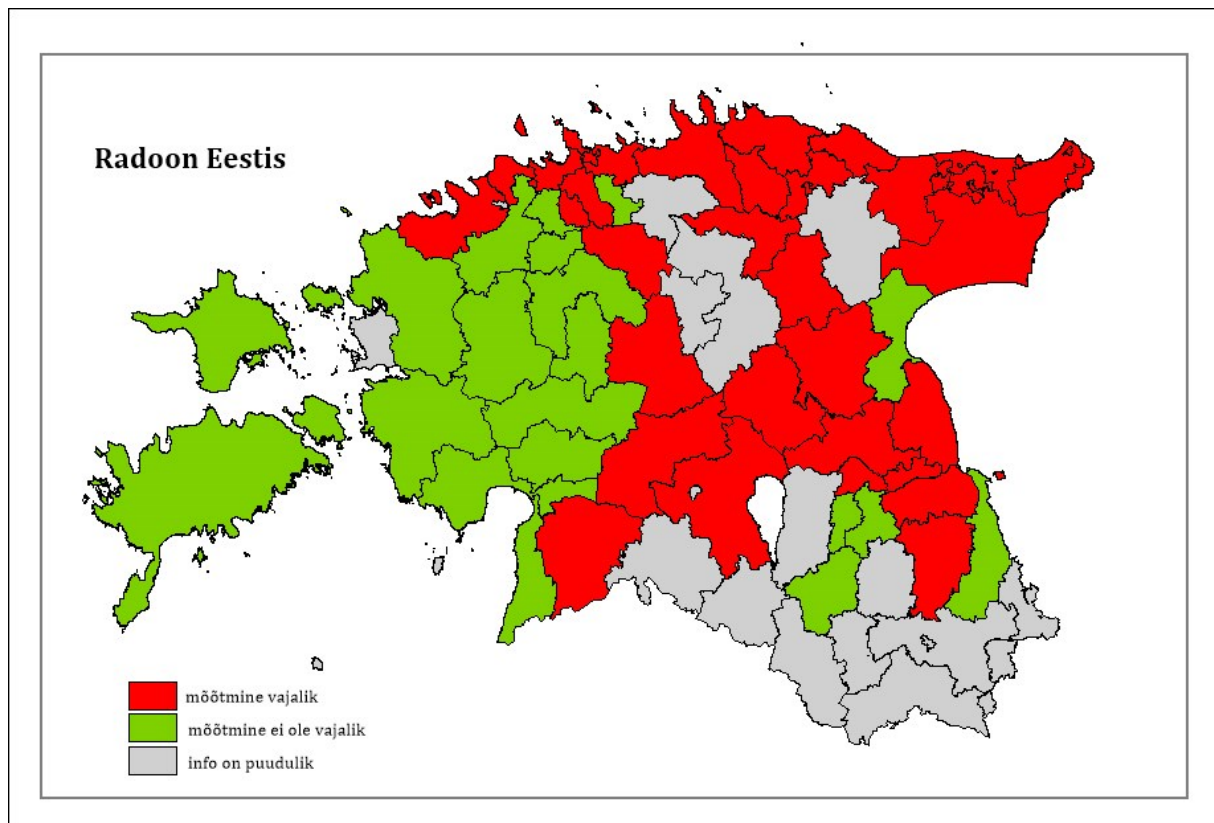 Radoon Eestis
mõõtmine vajalik
mõõtmine ei ole vajalik
info on puudulik